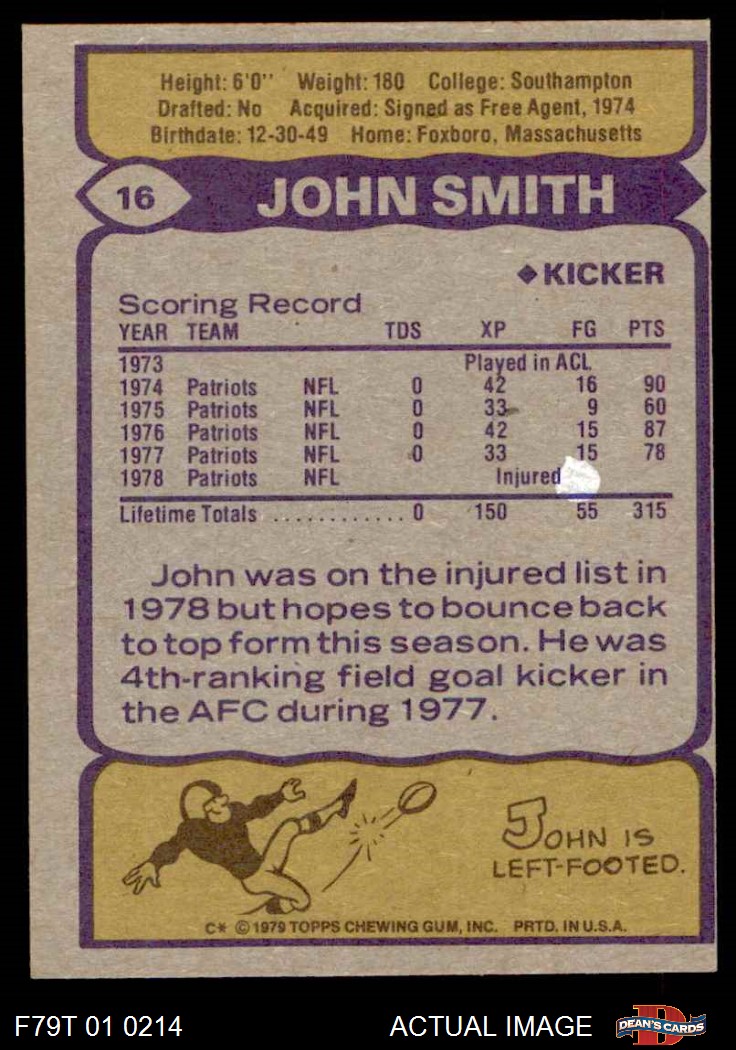 Height: 6'0" Weight: 180 College: Southampton
Drafted: No Acquired: Signed as Free Agent, 1974
Birthdate: 12-30-49 Home: Foxboro, Massachusetts
16 JOHN SMITH
◆KICKER
Scoring Record
YEAR TEAM TDS XP FG PTS
1973 Played in ACL
1974 Patriots NFL 0 42 16 90
1975 Patriots NFL 0 33 9 60
1976 Patriots NFL 0 42 15 87
1977 Patriots NFL 0 33 15 78
1978 Patriots NFL Injured
Lifetime Totals ............ 0 150 55 315
John was on the injured list in
1978 but hopes to bounce back
to top form this season. He was
4th-ranking field goal kicker in
the AFC during 1977.
JOHN IS
LEFT-FOOTED.
C* © 1979 TOPPS CHEWING GUM, INC. PRTD. IN U.S.A.
F79T 01 0214 ACTUAL IMAGE D DEAN'S CARDS